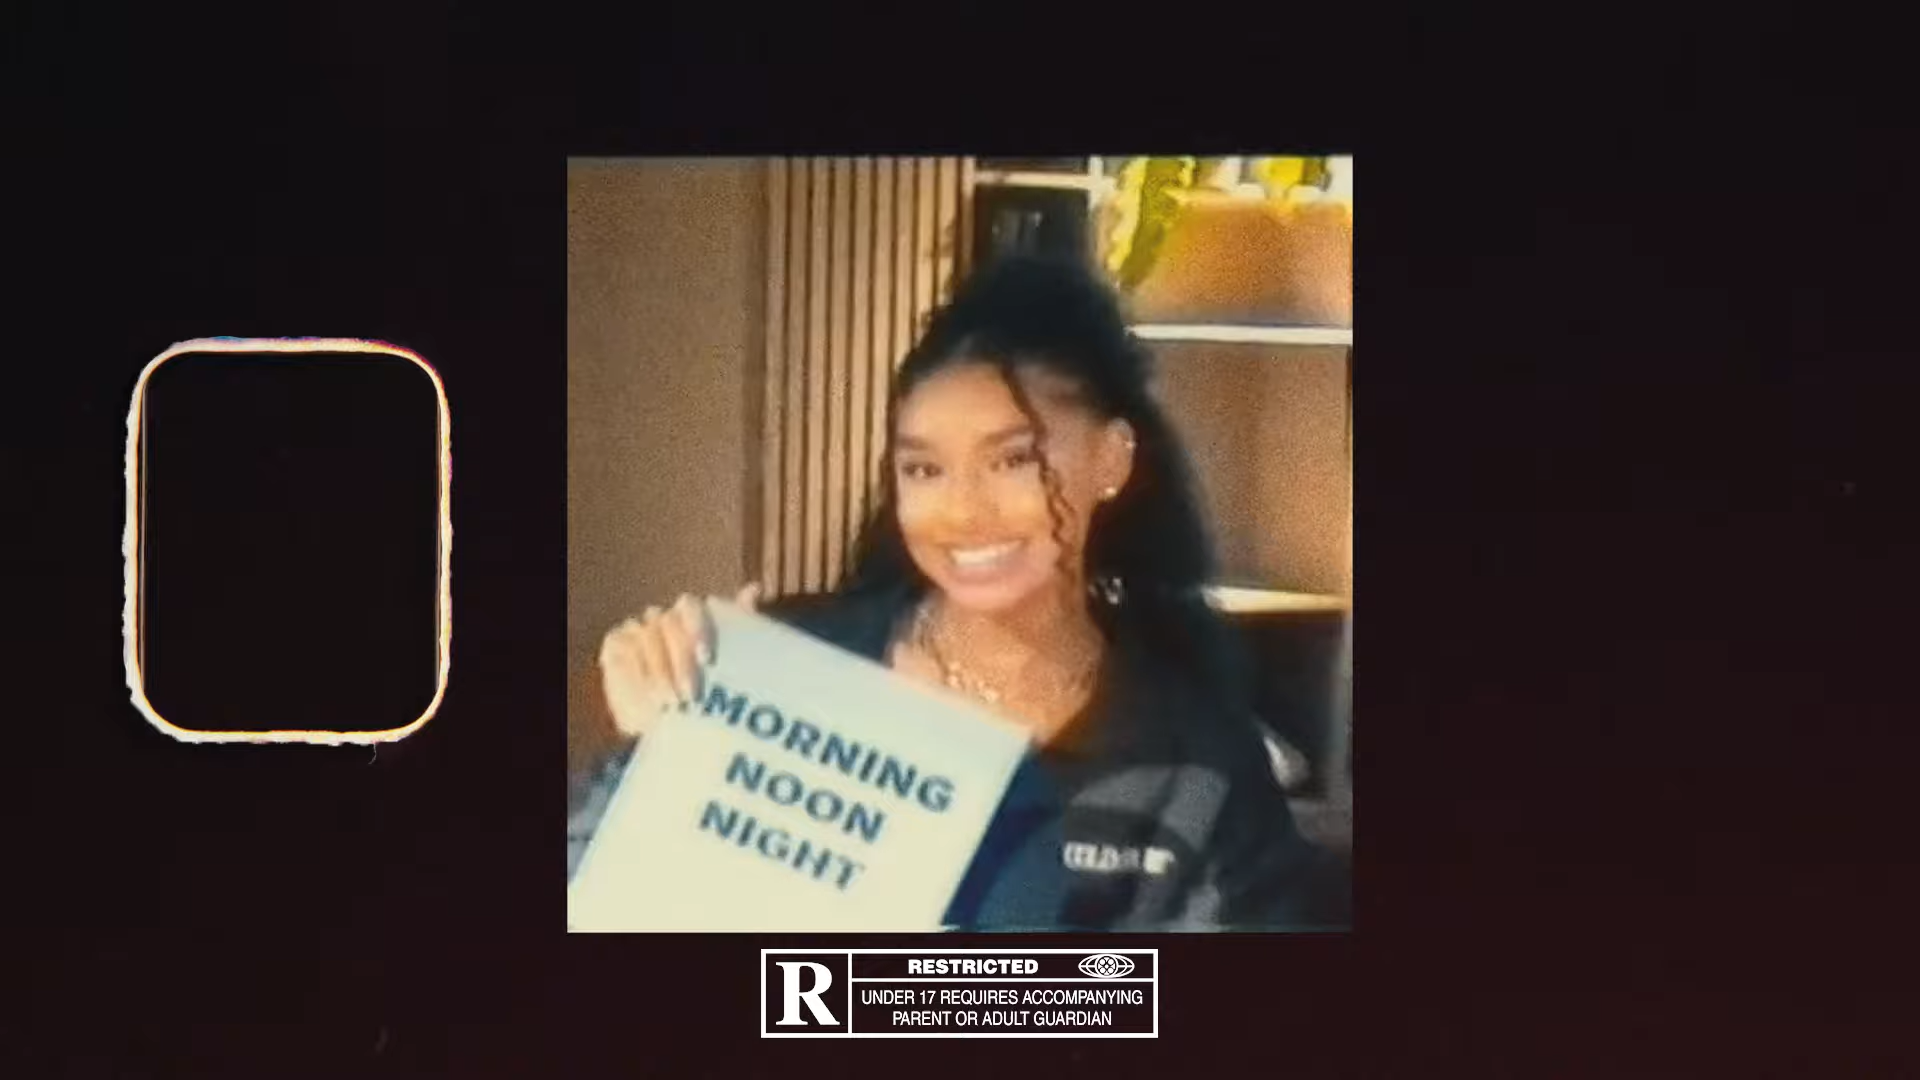 MORNING
NOON
NIGHT
R
RESTRICTED
UNDER 17 REQUIRES ACCOMPANYING
PARENT OR ADULT GUARDIAN